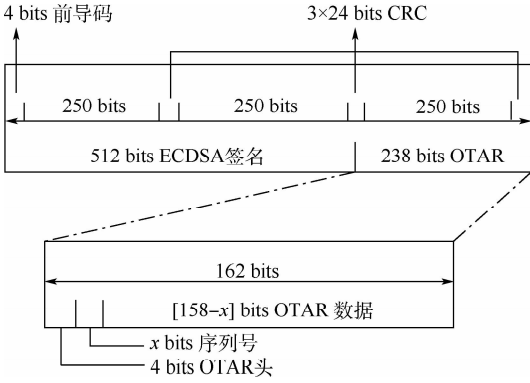 4 bits 前导码
3×24 bits CRC
250 bits
250 bits
250 bits
512 bits ECDSA签名
238 bits OTAR
162 bits
[158−x] bits OTAR 数据
x bits 序列号
4 bits OTAR头